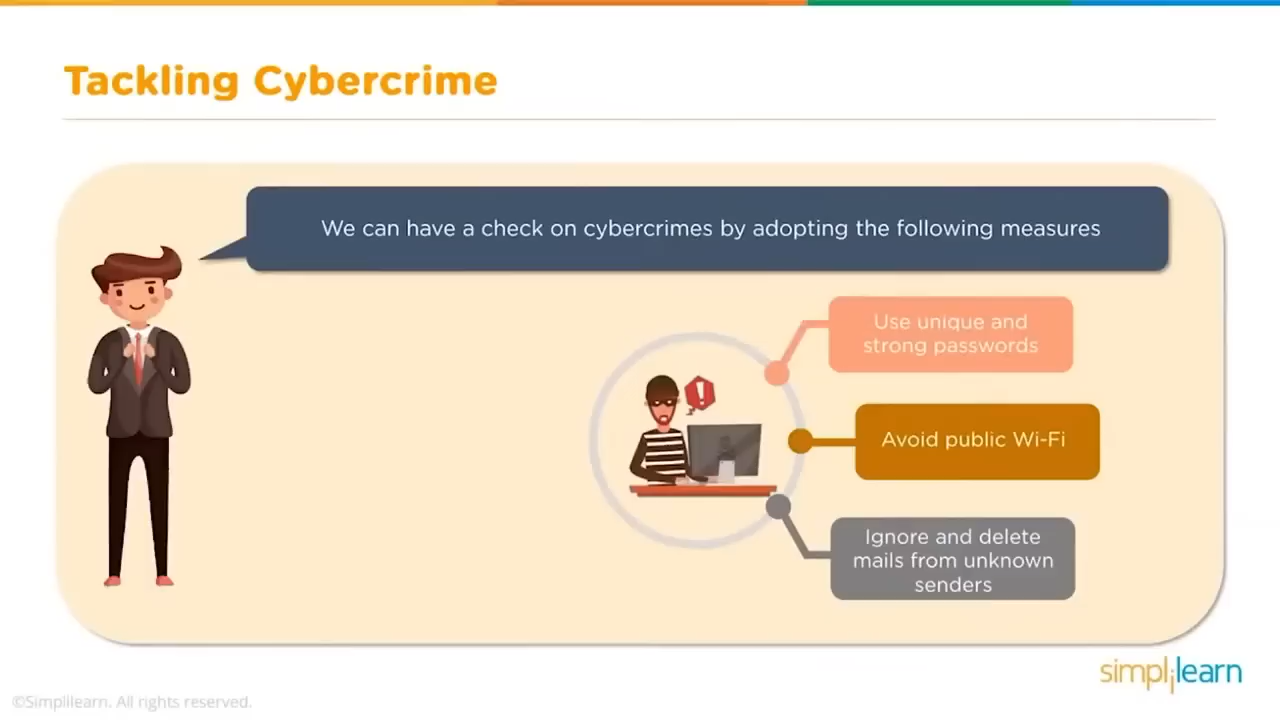 Tackling Cybercrime
We can have a check on cybercrimes by adopting the following measures
Use unique and
strong passwords
Avoid public Wi-Fi
Ignore and delete
mails from unknown
senders
!
simplilearn
©Simplilearn. All rights reserved.